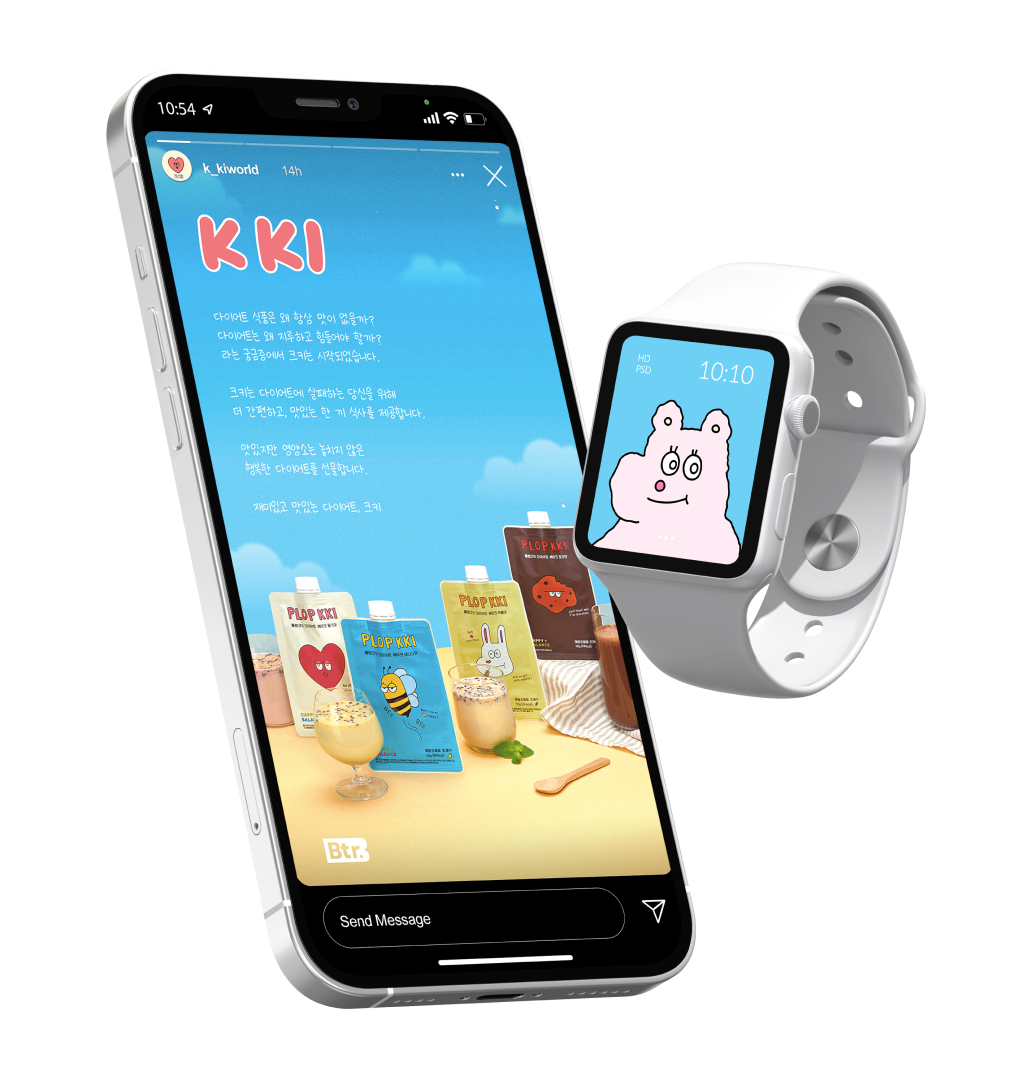 10:54
k_kiworld 14h
K KI
다이어트 식품은 왜 항상 맛이 없을까?
다이어트는 왜 지루하고 힘들어야 할까?
라는 궁금증에서 크키는 시작되었습니다.
크키는 다이어트에 실패하는 당신을 위해
더 간편하고, 맛있는 한 끼 식사를 제공합니다.
맛있지만 영양소는 놓치지 않은
행복한 다이어트를 선물합니다.
재미있고 맛있는 다이어트, 크키
HD
PSD
10:10
PLOP KKI
PLOP KKI
PLOP KKI
PLOP KKI
Btr.
Send Message